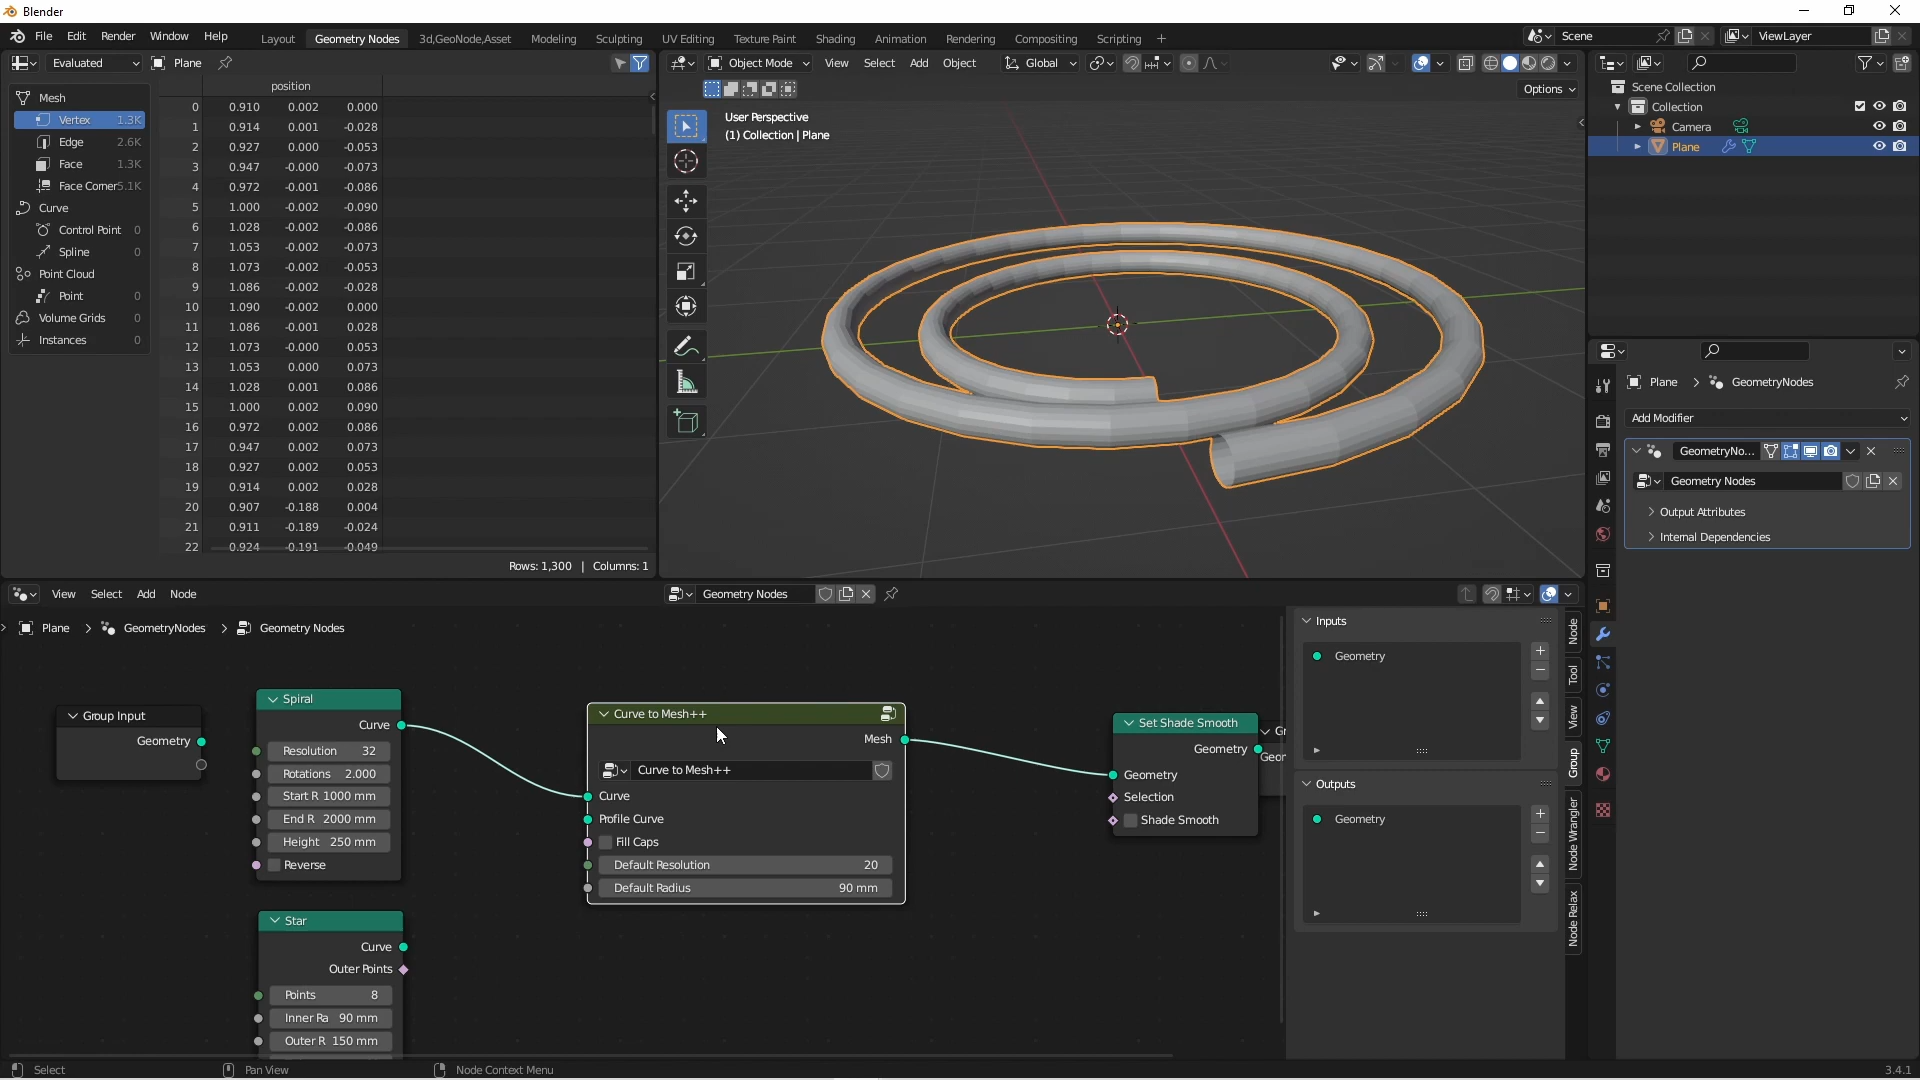 Blender
File Edit Render Window Help
Layout Geometry Nodes 3d,GeoNode,Asset Modeling Sculpting UV Editing Texture Paint Shading Animation Rendering Compositing Scripting +
Scene ViewLayer
Evaluated Plane
position
Mesh
Vertex 1.3K
Edge 2.6K
Face 1.3K
Face Corner 5.1K
Curve
Control Point 0
Spline 0
Point Cloud
Point 0
Volume Grids 0
Instances 0
0 0.910 0.002 0.000
1 0.914 0.001 -0.028
2 0.927 0.000 -0.053
3 0.947 -0.000 -0.073
4 0.972 -0.001 -0.086
5 1.000 -0.002 -0.090
6 1.028 -0.002 -0.086
7 1.053 -0.002 -0.073
8 1.073 -0.002 -0.053
9 1.086 -0.002 -0.028
10 1.090 -0.002 0.000
11 1.086 -0.001 0.028
12 1.073 -0.000 0.053
13 1.053 0.000 0.073
14 1.028 0.001 0.086
15 1.000 0.002 0.090
16 0.972 0.002 0.086
17 0.947 0.002 0.073
18 0.927 0.002 0.053
19 0.914 0.002 0.028
20 0.907 -0.188 0.004
21 0.911 -0.189 -0.024
22 0.924 -0.191 -0.049
Rows: 1,300 | Columns: 1
Object Mode View Select Add Object Global
Options
User Perspective
(1) Collection | Plane
Scene Collection
Collection
Camera
Plane
Plane > GeometryNodes
Add Modifier
GeometryNo...
Geometry Nodes
Output Attributes
Internal Dependencies
View Select Add Node Geometry Nodes
Plane > GeometryNodes > Geometry Nodes
Group Input
Geometry
Spiral
Curve
Resolution 32
Rotations 2.000
Start R 1000 mm
End R 2000 mm
Height 250 mm
Reverse
Star
Curve
Outer Points
Points 8
Inner Ra 90 mm
Outer R 150 mm
Curve to Mesh++
Mesh
Curve to Mesh++
Curve
Profile Curve
Fill Caps
Default Resolution 20
Default Radius 90 mm
Set Shade Smooth
Geometry
Geometry
Selection
Shade Smooth
Gr
Geor
Inputs
Geometry
Outputs
Geometry
Node
Tool
View
Group
Node Wrangler
Node Relax
Select Pan View Node Context Menu 3.4.1